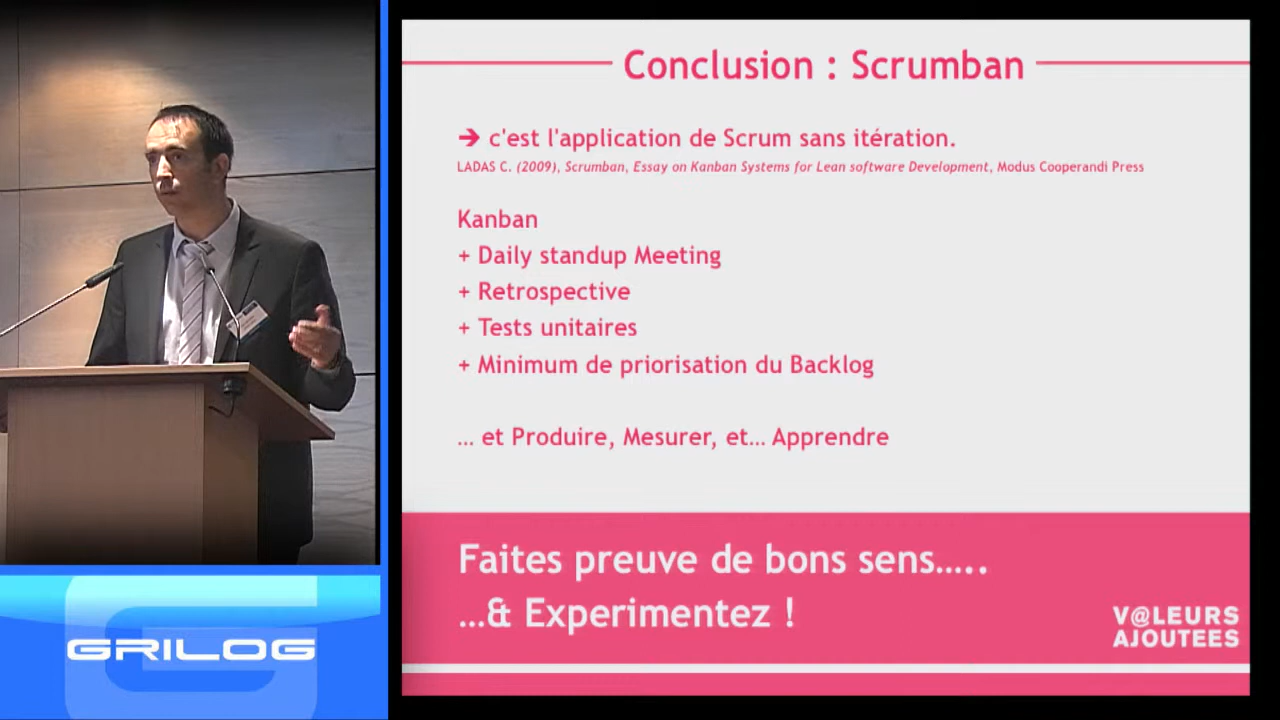 Conclusion : Scrumban
➔ c'est l'application de Scrum sans itération.
LADAS C. (2009), Scrumban, Essay on Kanban Systems for Lean software Development, Modus Cooperandi Press
Kanban
+ Daily standup Meeting
+ Retrospective
+ Tests unitaires
+ Minimum de priorisation du Backlog
… et Produire, Mesurer, et… Apprendre
Faites preuve de bons sens…..
…& Experimentez !
V@LEURS
AJOUTEES
GRILOG